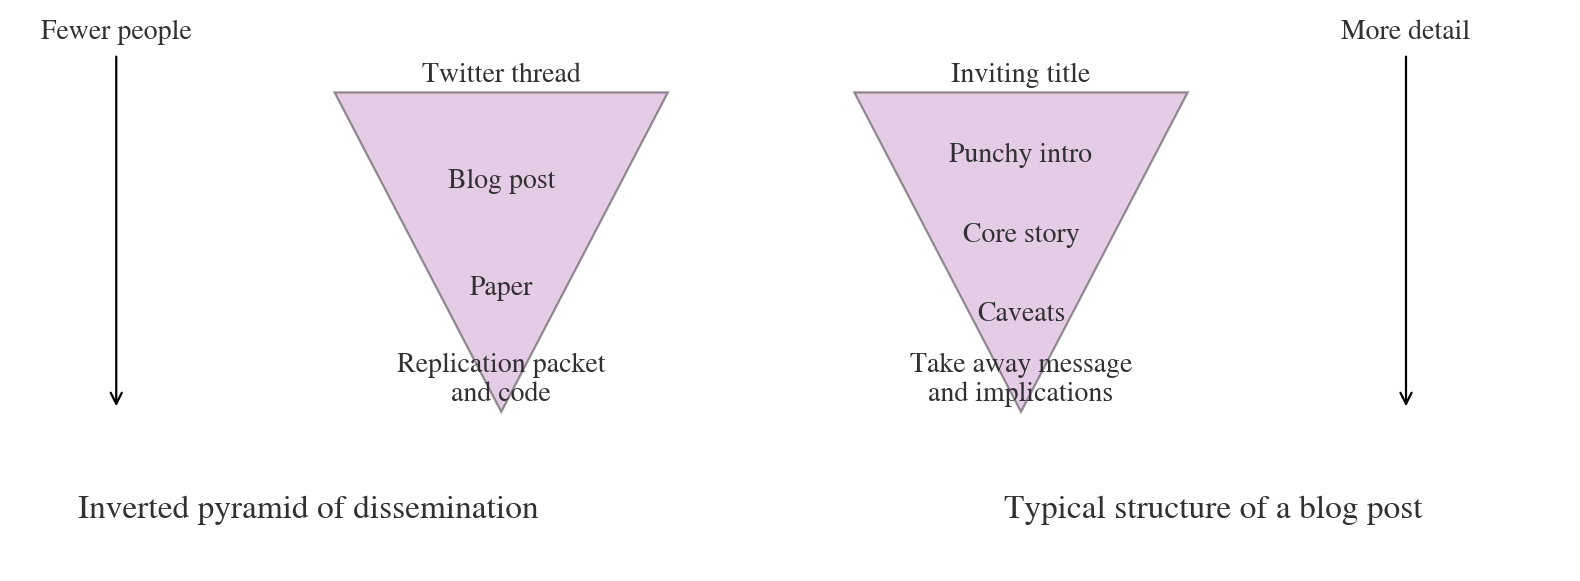 Fewer people
More detail
Twitter thread
Inviting title
Blog post
Punchy intro
Paper
Core story
Caveats
Replication packet
and code
Take away message
and implications
Inverted pyramid of dissemination
Typical structure of a blog post